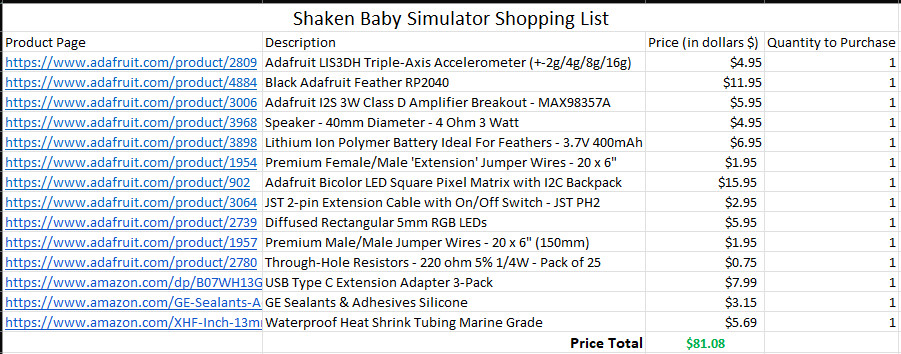 Shaken Baby Simulator Shopping List
Product Page Description Price (in dollars $) Quantity to Purchase
https://www.adafruit.com/product/2809 Adafruit LIS3DH Triple-Axis Accelerometer (+-2g/4g/8g/16g) $4.95 1
https://www.adafruit.com/product/4884 Black Adafruit Feather RP2040 $11.95 1
https://www.adafruit.com/product/3006 Adafruit I2S 3W Class D Amplifier Breakout - MAX98357A $5.95 1
https://www.adafruit.com/product/3968 Speaker - 40mm Diameter - 4 Ohm 3 Watt $4.95 1
https://www.adafruit.com/product/3898 Lithium Ion Polymer Battery Ideal For Feathers - 3.7V 400mAh $6.95 1
https://www.adafruit.com/product/1954 Premium Female/Male 'Extension' Jumper Wires - 20 x 6" $1.95 1
https://www.adafruit.com/product/902 Adafruit Bicolor LED Square Pixel Matrix with I2C Backpack $15.95 1
https://www.adafruit.com/product/3064 JST 2-pin Extension Cable with On/Off Switch - JST PH2 $2.95 1
https://www.adafruit.com/product/2739 Diffused Rectangular 5mm RGB LEDs $5.95 1
https://www.adafruit.com/product/1957 Premium Male/Male Jumper Wires - 20 x 6" (150mm) $1.95 1
https://www.adafruit.com/product/2780 Through-Hole Resistors - 220 ohm 5% 1/4W - Pack of 25 $0.75 1
https://www.amazon.com/dp/B07WH13G USB Type C Extension Adapter 3-Pack $7.99 1
https://www.amazon.com/GE-Sealants-A GE Sealants & Adhesives Silicone $3.15 1
https://www.amazon.com/XHF-Inch-13m Waterproof Heat Shrink Tubing Marine Grade $5.69 1
Price Total $81.08